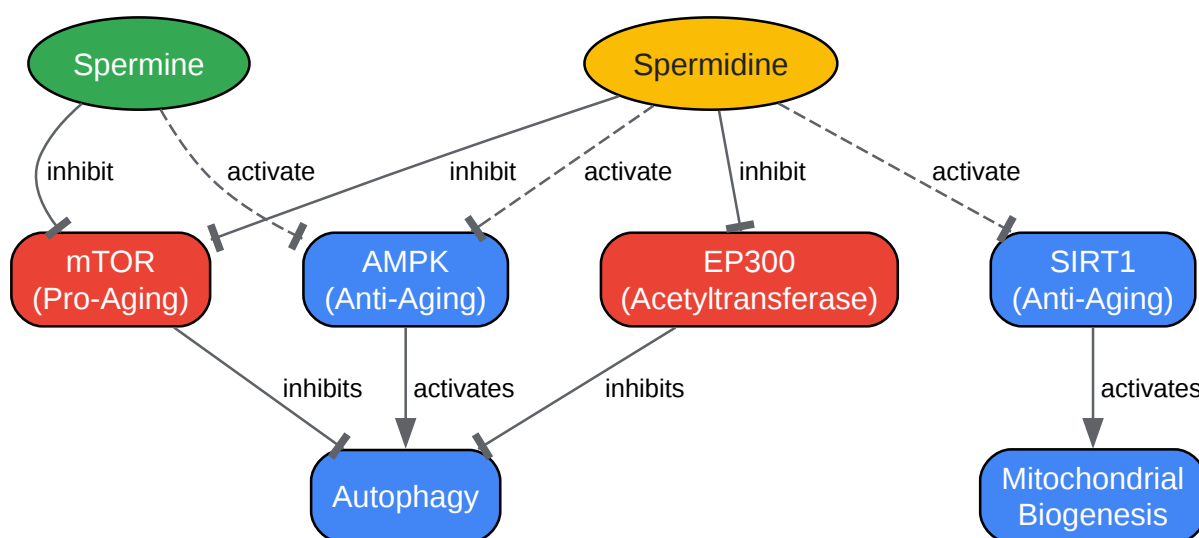 Spermine
Spermidine
inhibit
activate
inhibit
activate
inhibit
activate
mTOR
(Pro-Aging)
AMPK
(Anti-Aging)
EP300
(Acetyltransferase)
SIRT1
(Anti-Aging)
inhibits
activates
inhibits
activates
Autophagy
Mitochondrial
Biogenesis